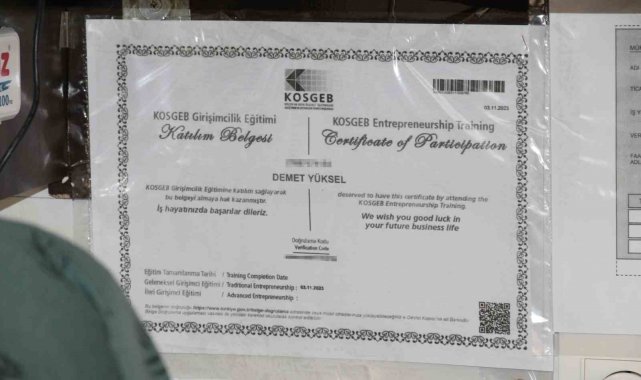 KOSGEB
03.11.2023
KOSGEB Girişimcilik Eğitimi
Katılım Belgesi
KOSGEB Entrepreneurship Training
Certificate of Participation
DEMET YÜKSEL
KOSGEB Girişimcilik Eğitimine katılım sağlayarak
bu belgeyi almaya hak kazanmıştır.
İş hayatınızda başarılar dileriz.
deserved to have this certificate by attending the
KOSGEB Entrepreneurship Training.
We wish you good luck in
your future business life
Doğrulama Kodu
Verification Code
Eğitim Tamamlanma Tarihi / Training Completion Date
Geleneksel Girişimci Eğitimi / Traditional Entrepreneurship : 03.11.2023
İleri Girişimci Eğitimi / Advanced Entrepreneurship :
Z
ADI
VER